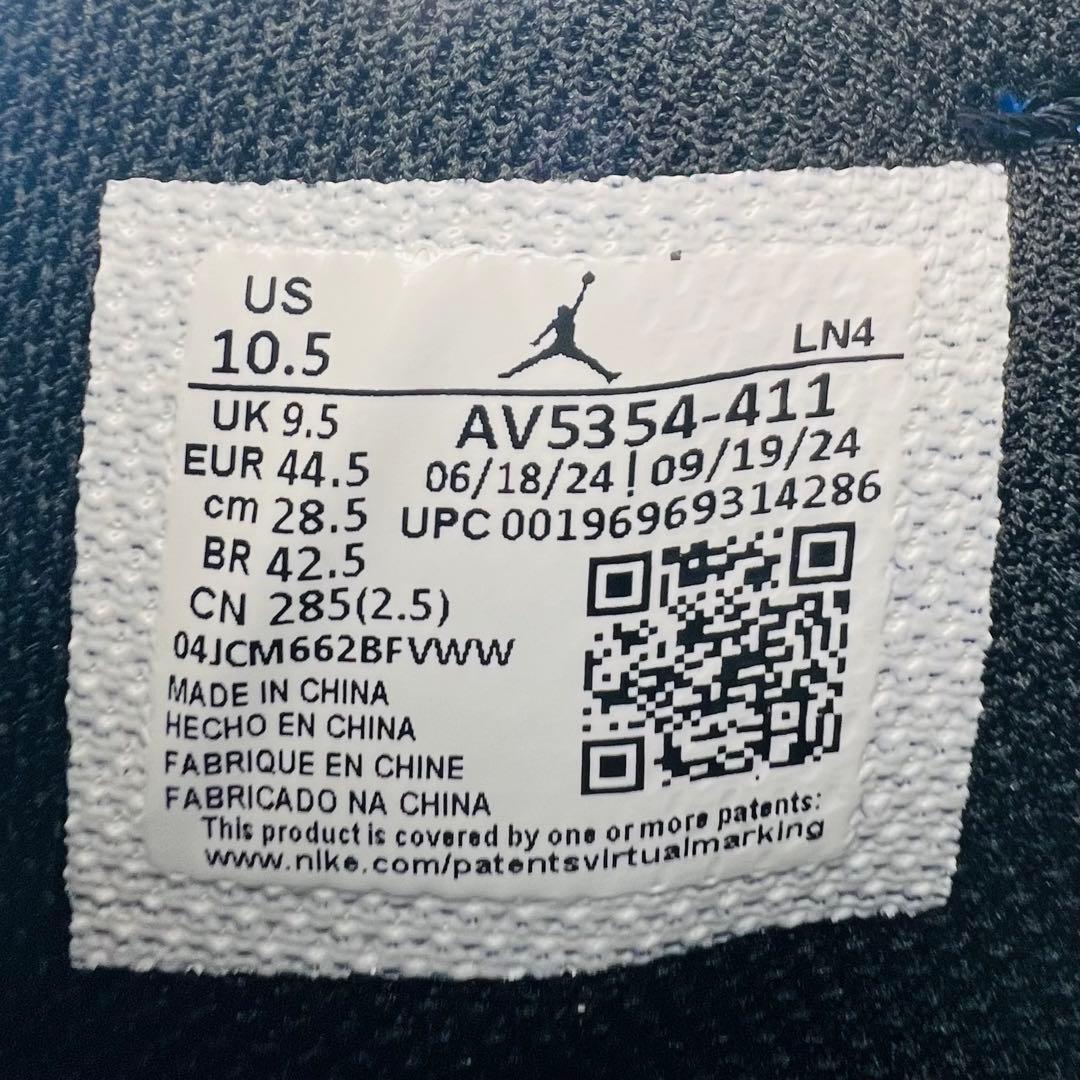 US
10.5
LN4
UK 9.5
EUR 44.5
cm 28.5
BR 42.5
CN 285(2.5)
AV5354-411
06/18/24 | 09/19/24
UPC 00196969314286
04JCM662BFVWW
MADE IN CHINA
HECHO EN CHINA
FABRIQUE EN CHINE
FABRICADO NA CHINA
This product is covered by one or more patents:
www.nike.com/patentsvirtualmarking